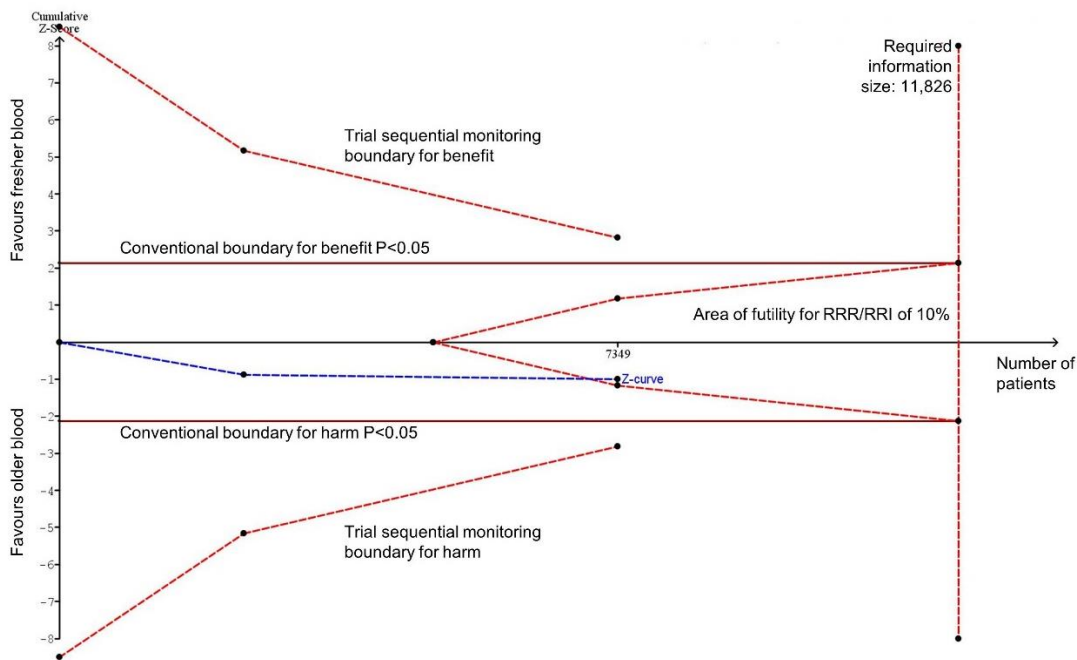 Cumulative
Z-Score
8
7
6
5
4
3
2
1
-1
-2
-3
-4
-5
-6
-7
-8
Favours fresher blood
Favours older blood
Required
information
size: 11,826
Trial sequential monitoring
boundary for benefit
Conventional boundary for benefit P<0.05
Area of futility for RRR/RRI of 10%
7349
Number of
patients
Z-curve
Conventional boundary for harm P<0.05
Trial sequential monitoring
boundary for harm